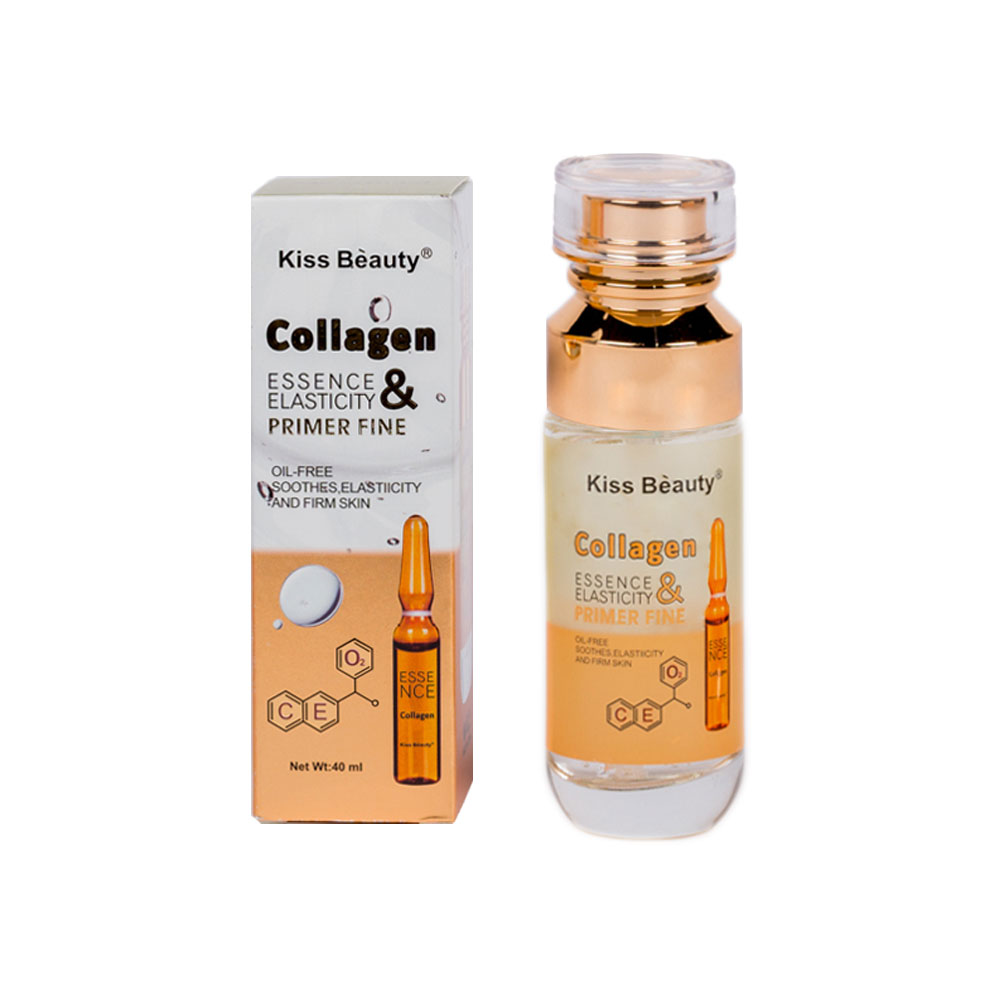 Kiss Bèauty®
Collagen
ESSENCE
ELASTICITY &
PRIMER FINE
OIL-FREE
SOOTHES,ELASTIICITY
AND FIRM SKIN
O₂
C E
ESSE
NCE
Collagen
Kiss Bèauty®
Net Wt:40 ml
Kiss Bèauty®
Collagen
ESSENCE
ELASTICITY &
PRIMER FINE
OIL-FREE
SOOTHES,ELASTIICITY
AND FIRM SKIN
O₂
C E
ESSE
NCE